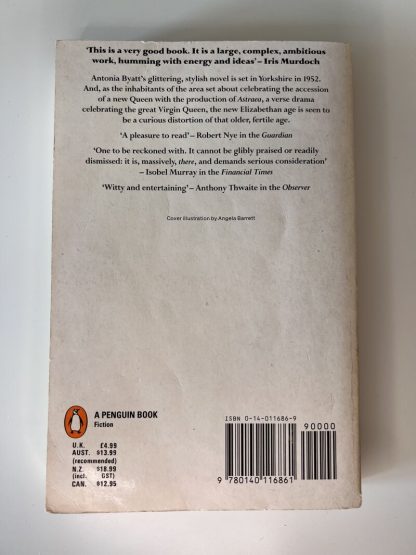 'This is a very good book. It is a large, complex, ambitious
work, humming with energy and ideas' – Iris Murdoch
Antonia Byatt's glittering, stylish novel is set in Yorkshire in 1952.
And, as the inhabitants of the area set about celebrating the accession
of a new Queen with the production of Astraea, a verse drama
celebrating the great Virgin Queen, the new Elizabethan age is seen to
be a curious distortion of that older, fertile age.
'A pleasure to read' – Robert Nye in the Guardian
'One to be reckoned with. It cannot be glibly praised or readily
dismissed: it is, massively, there, and demands serious consideration'
– Isobel Murray in the Financial Times
'Witty and entertaining' – Anthony Thwaite in the Observer
Cover illustration by Angela Barrett
A PENGUIN BOOK
Fiction
U.K. £4.99
AUST. $13.99
(recommended)
N.Z. $18.99
(incl. GST)
CAN. $12.95
ISBN 0-14-011686-9
90000
9 780140 116861